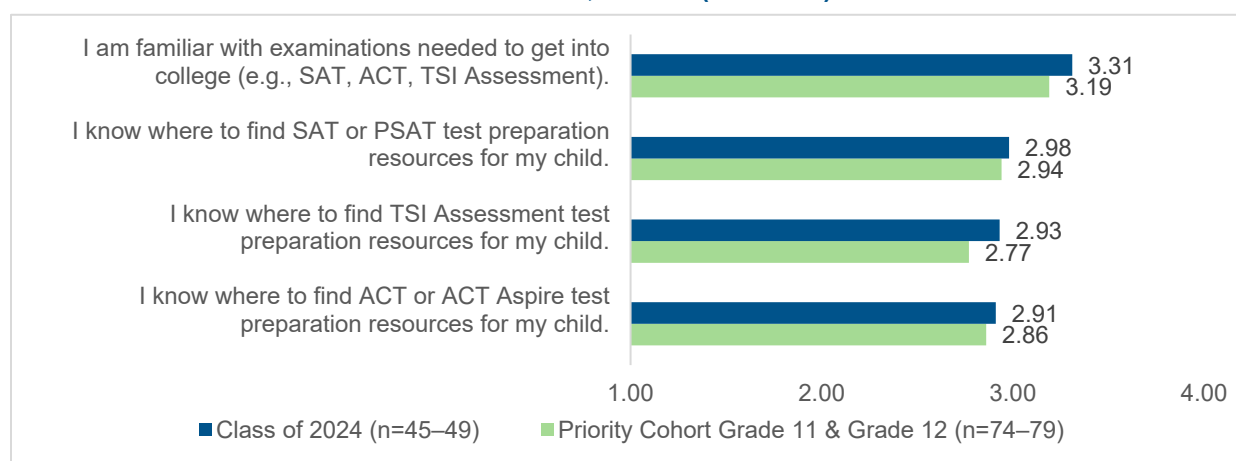 I am familiar with examinations needed to get into
college (e.g., SAT, ACT, TSI Assessment).
3.31
3.19
I know where to find SAT or PSAT test preparation
resources for my child.
2.98
2.94
I know where to find TSI Assessment test
preparation resources for my child.
2.93
2.77
I know where to find ACT or ACT Aspire test
preparation resources for my child.
2.91
2.86
1.00 2.00 3.00 4.00
Class of 2024 (n=45–49) Priority Cohort Grade 11 & Grade 12 (n=74–79)